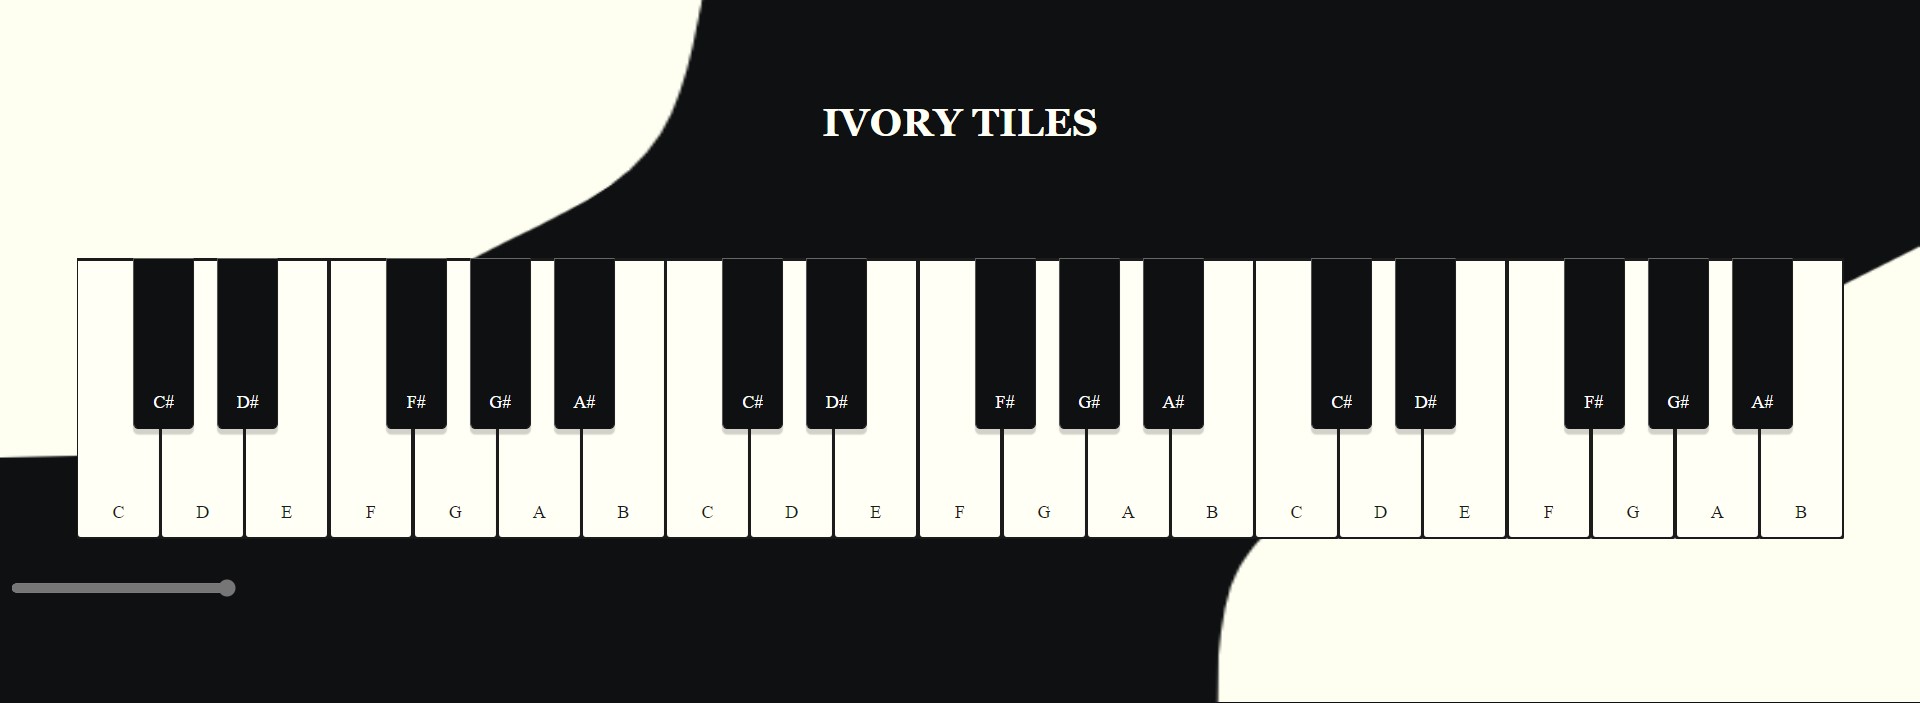 IVORY TILES
C# D# F# G# A# C# D# F# G# A# C# D# F# G# A#
C D E F G A B C D E F G A B C D E F G A B